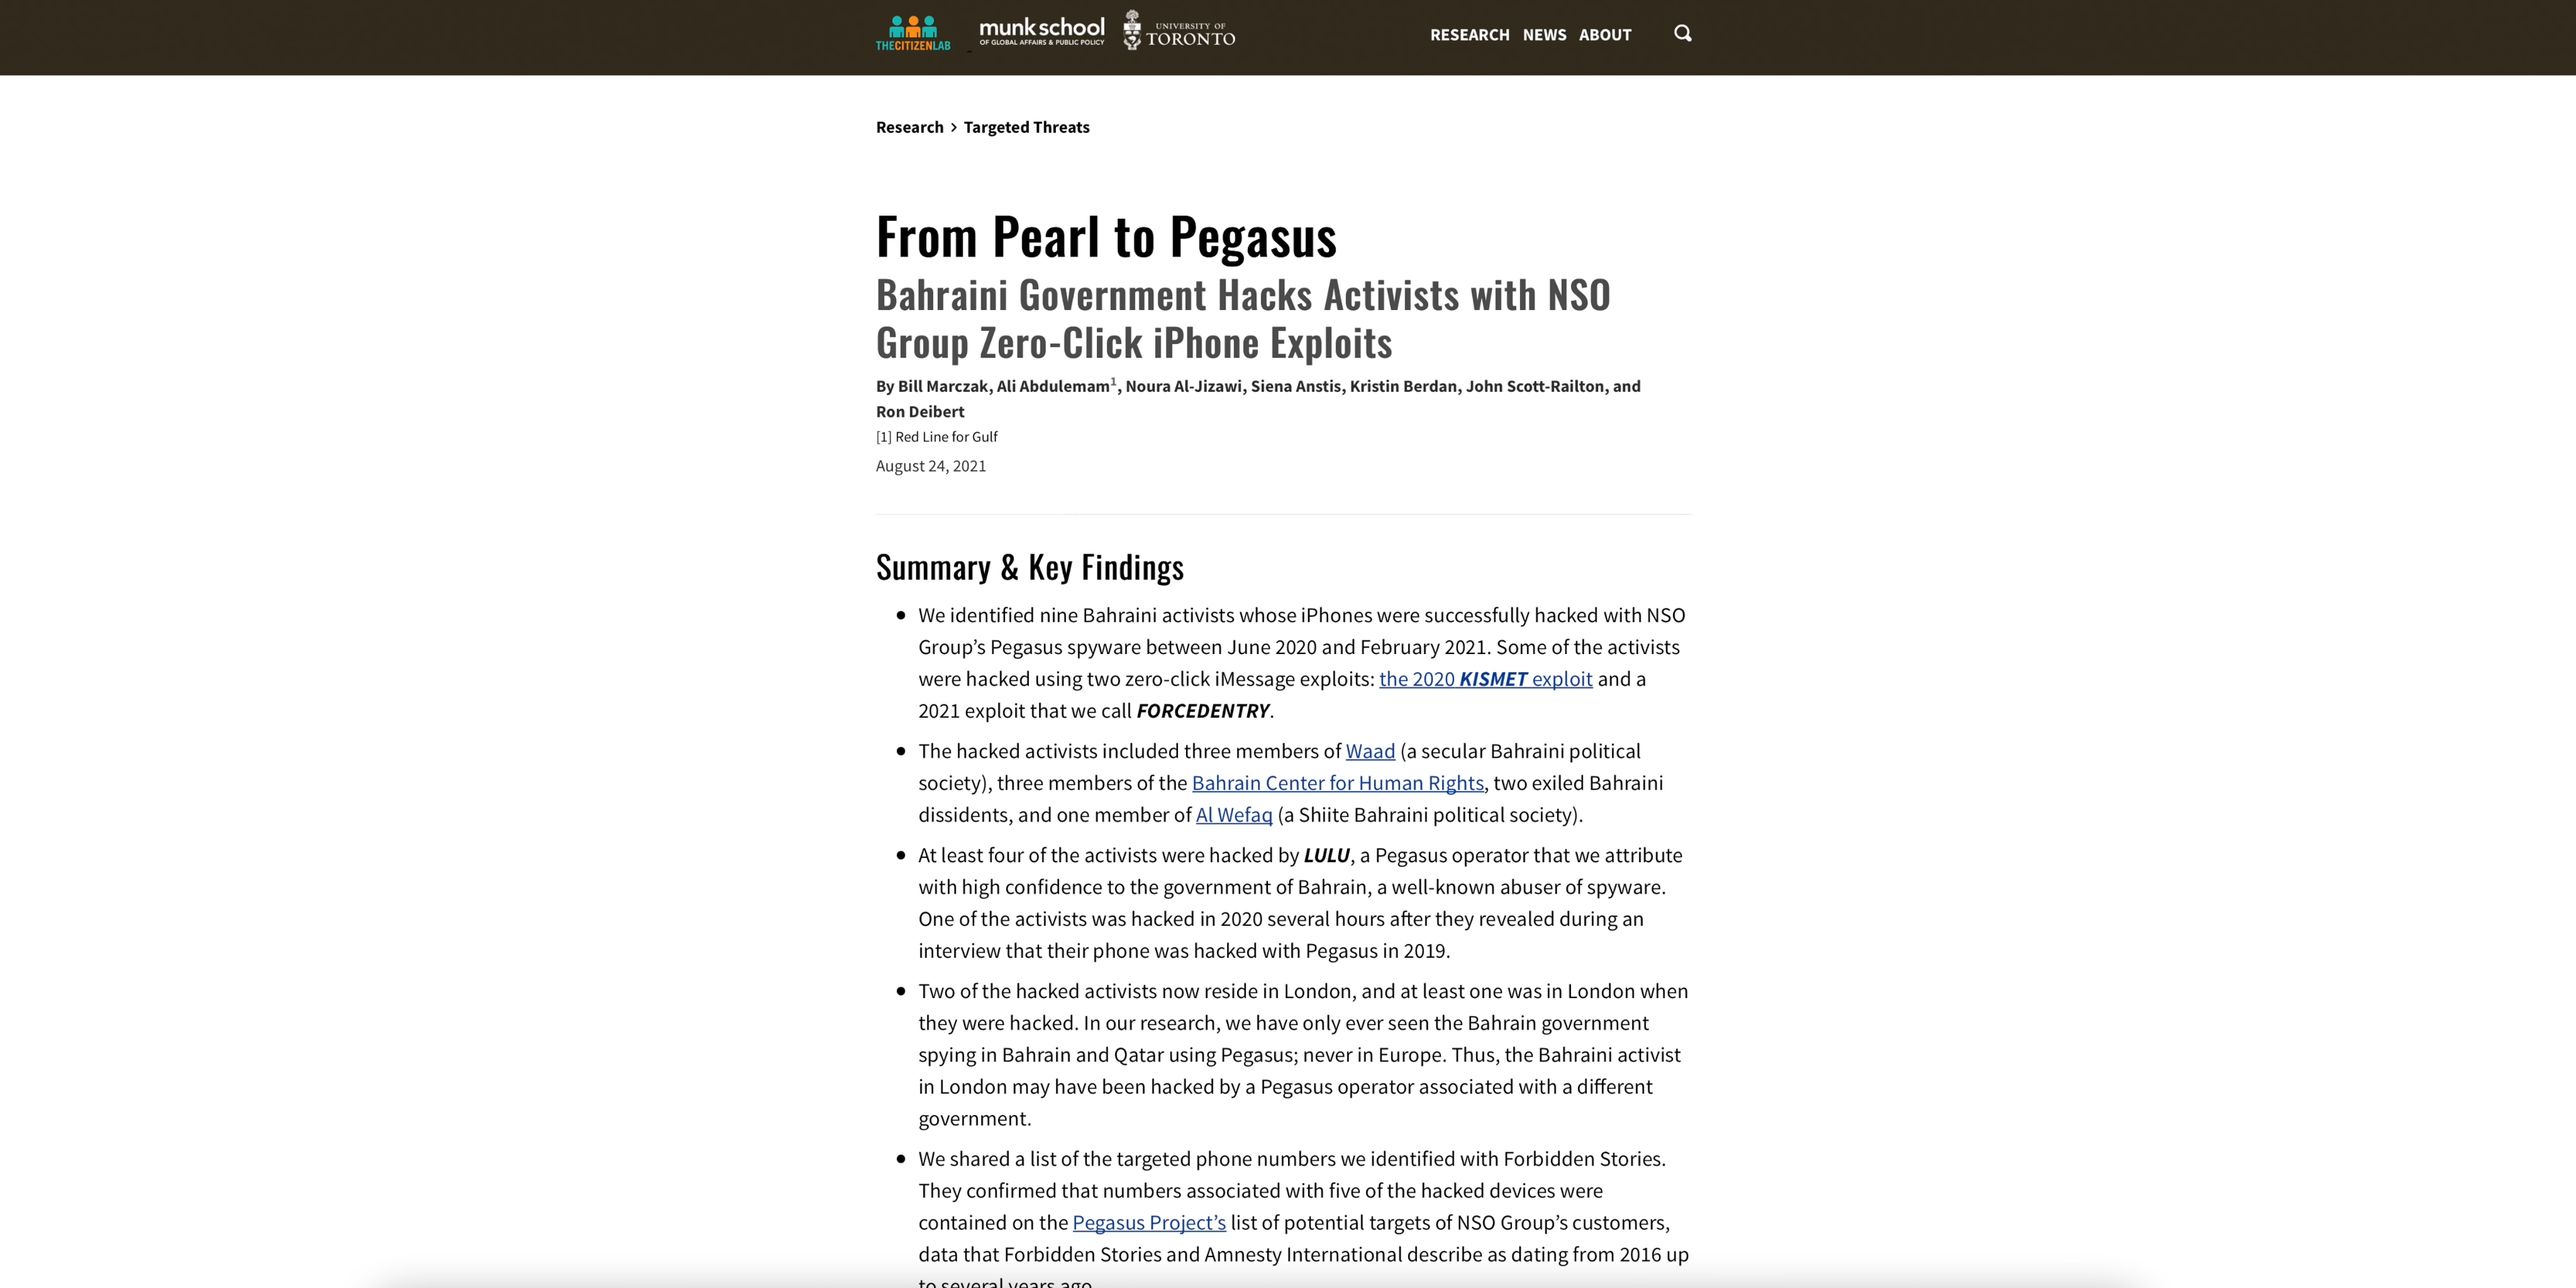 THECITIZENLAB
munk school
OF GLOBAL AFFAIRS & PUBLIC POLICY
UNIVERSITY OF
TORONTO
RESEARCH NEWS ABOUT
Research > Targeted Threats
From Pearl to Pegasus
Bahraini Government Hacks Activists with NSO
Group Zero-Click iPhone Exploits
By Bill Marczak, Ali Abdulemam1, Noura Al-Jizawi, Siena Anstis, Kristin Berdan, John Scott-Railton, and
Ron Deibert
[1] Red Line for Gulf
August 24, 2021
Summary & Key Findings
• We identified nine Bahraini activists whose iPhones were successfully hacked with NSO
Group’s Pegasus spyware between June 2020 and February 2021. Some of the activists
were hacked using two zero-click iMessage exploits: the 2020 KISMET exploit and a
2021 exploit that we call FORCEDENTRY.
• The hacked activists included three members of Waad (a secular Bahraini political
society), three members of the Bahrain Center for Human Rights, two exiled Bahraini
dissidents, and one member of Al Wefaq (a Shiite Bahraini political society).
• At least four of the activists were hacked by LULU, a Pegasus operator that we attribute
with high confidence to the government of Bahrain, a well-known abuser of spyware.
One of the activists was hacked in 2020 several hours after they revealed during an
interview that their phone was hacked with Pegasus in 2019.
• Two of the hacked activists now reside in London, and at least one was in London when
they were hacked. In our research, we have only ever seen the Bahrain government
spying in Bahrain and Qatar using Pegasus; never in Europe. Thus, the Bahraini activist
in London may have been hacked by a Pegasus operator associated with a different
government.
• We shared a list of the targeted phone numbers we identified with Forbidden Stories.
They confirmed that numbers associated with five of the hacked devices were
contained on the Pegasus Project’s list of potential targets of NSO Group’s customers,
data that Forbidden Stories and Amnesty International describe as dating from 2016 up
to several years ago.